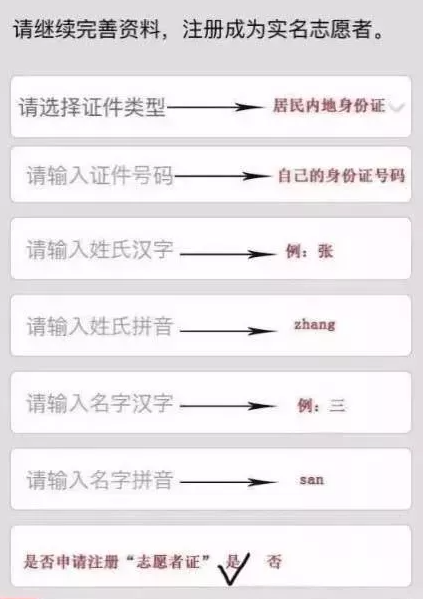 请继续完善资料，注册成为实名志愿者。
请选择证件类型 居民内地身份证
请输入证件号码 自己的身份证号码
请输入姓氏汉字 例：张
请输入姓氏拼音 zhang
请输入名字汉字 例：三
请输入名字拼音 san
是否申请注册“志愿者证” 是 否